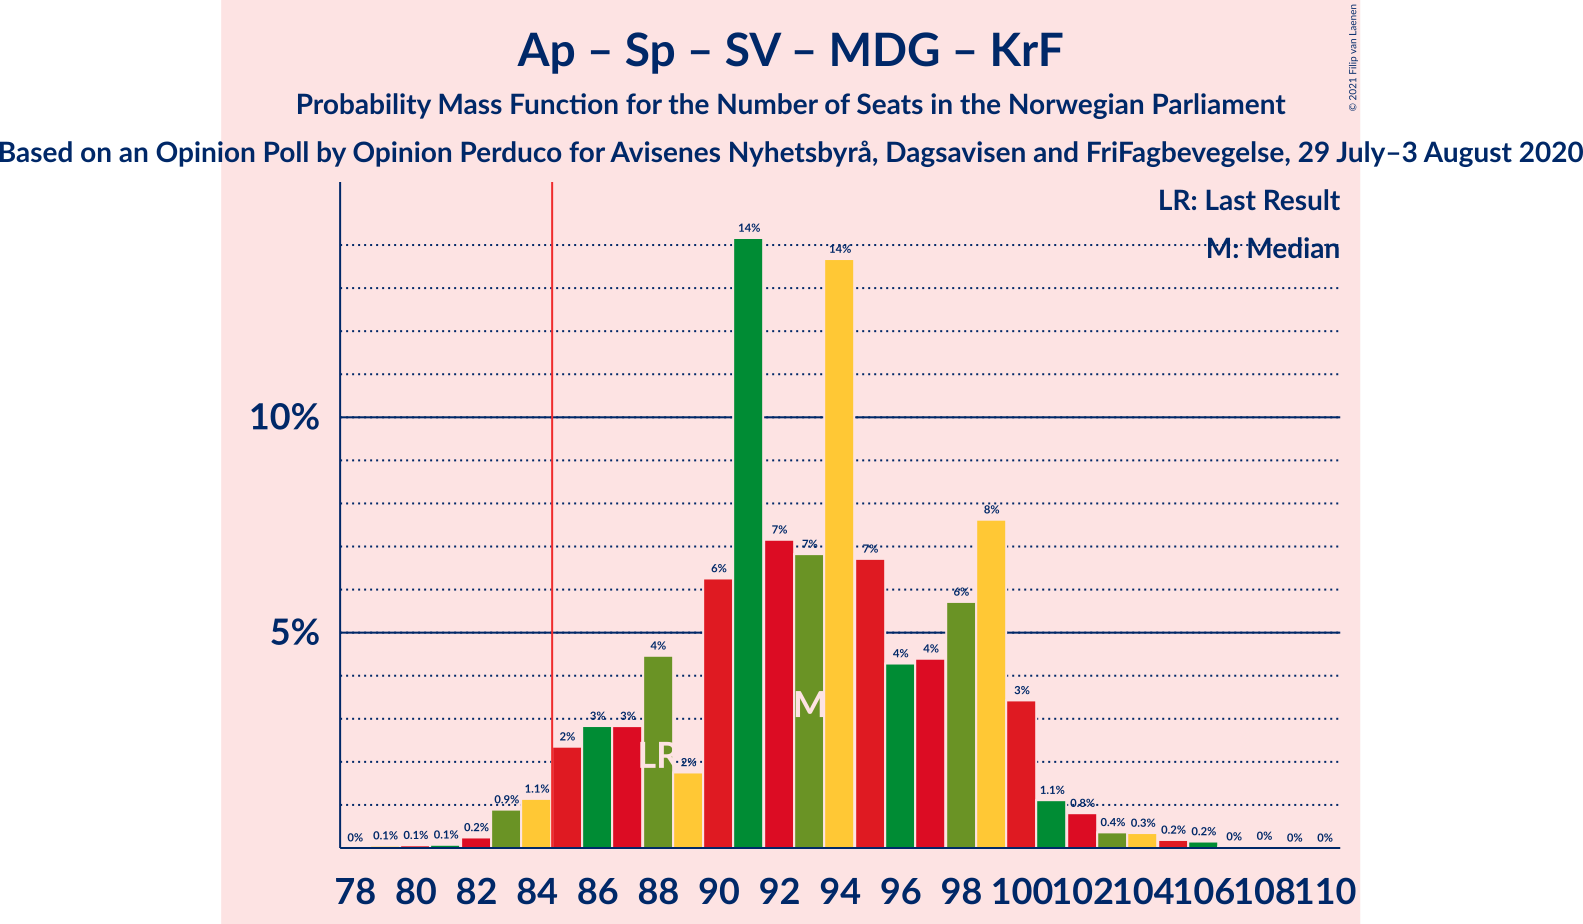 Ap – Sp – SV – MDG – KrF
© 2021 Filip van Laenen
Probability Mass Function for the Number of Seats in the Norwegian Parliament
Based on an Opinion Poll by Opinion Perduco for Avisenes Nyhetsbyrå, Dagsavisen and FriFagbevegelse, 29 July–3 August 2020
LR: Last Result
M: Median
10%
5%
0% 0.1% 0.1% 0.1% 0.2% 0.9% 1.1% 2% 3% 3% 4% 2% 6% 14% 7% 7% 14% 7% 4% 4% 6% 8% 3% 1.1% 0.8% 0.4% 0.3% 0.2% 0.2% 0% 0% 0% 0%
LR
M
78 80 82 84 86 88 90 92 94 96 98 100 102 104 106 108 110